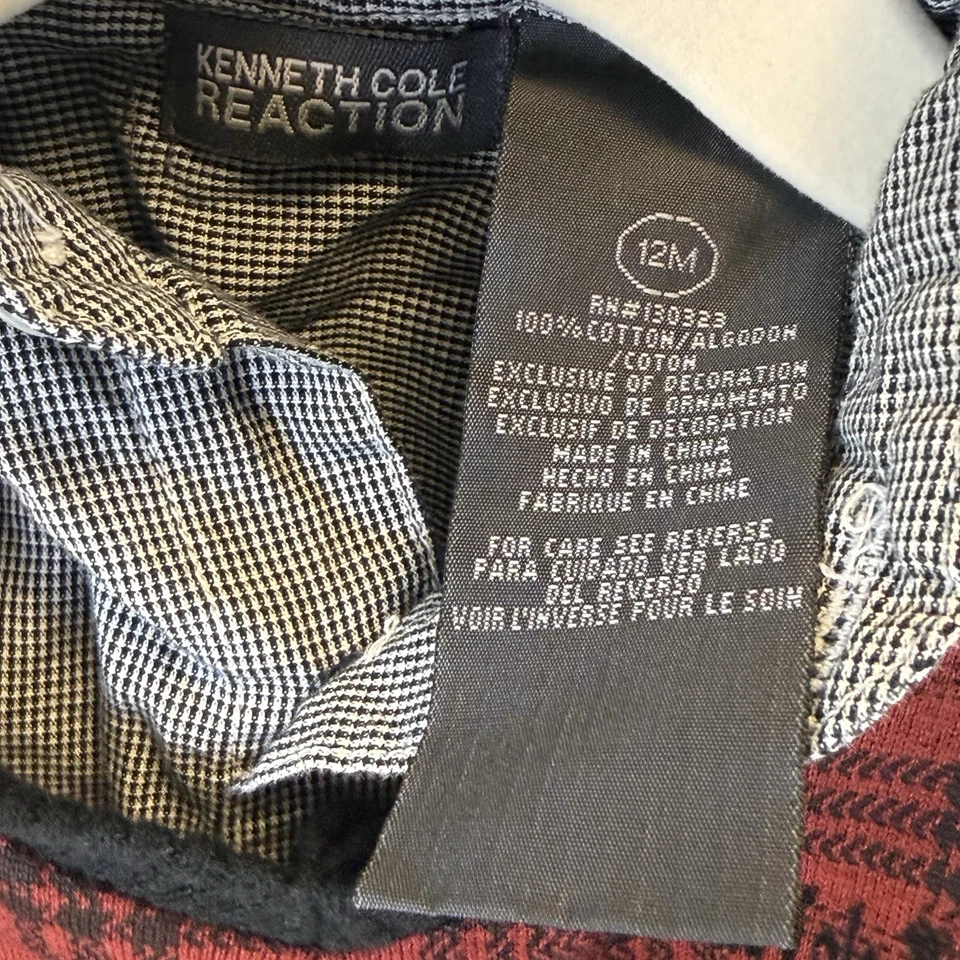 KENNETH COLE
REACTION
12M
RN#130323
100% COTTON/ALGODON
/COTON
EXCLUSIVE OF DECORATION
EXCLUSIVO DE ORNAMENTO
EXCLUSIF DE DECORATION
MADE IN CHINA
HECHO EN CHINA
FABRIQUE EN CHINE
FOR CARE SEE REVERSE
PARA CUIDADO VER LADO
DEL REVERSO
VOIR L'INVERSE POUR LE SOIN